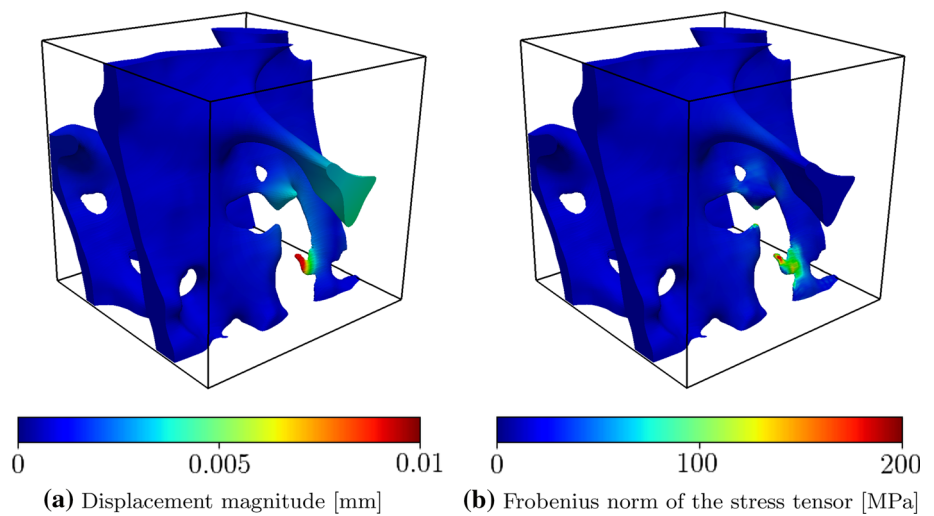 0 0.005 0.01
(a) Displacement magnitude [mm]
0 100 200
(b) Frobenius norm of the stress tensor [MPa]